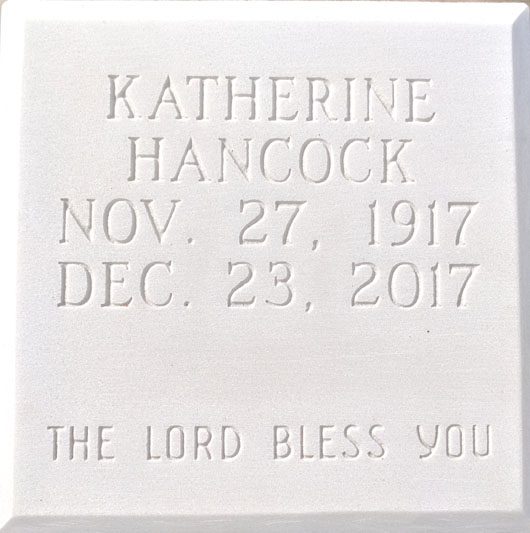 KATHERINE
HANCOCK
NOV. 27, 1917
DEC. 23, 2017
THE LORD BLESS YOU